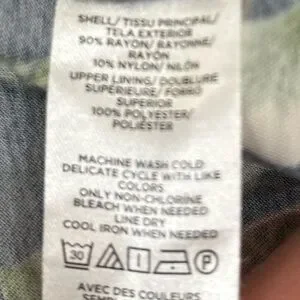 SHELL/ TISSU PRINCIPAL/
TELA EXTERIOR
90% RAYON/ RAYONNE/
RAYÓN
10% NYLON/ NILÓN
UPPER LINING/ DOUBLURE
SUPÉRIEURE/ FORRO
SUPERIOR
100% POLYESTER/
POLIÉSTER
MACHINE WASH COLD
DELICATE CYCLE WITH LIKE
COLORS
ONLY NON-CHLORINE
BLEACH WHEN NEEDED
LINE DRY
COOL IRON WHEN NEEDED
30 P
AVEC DES COULEURS